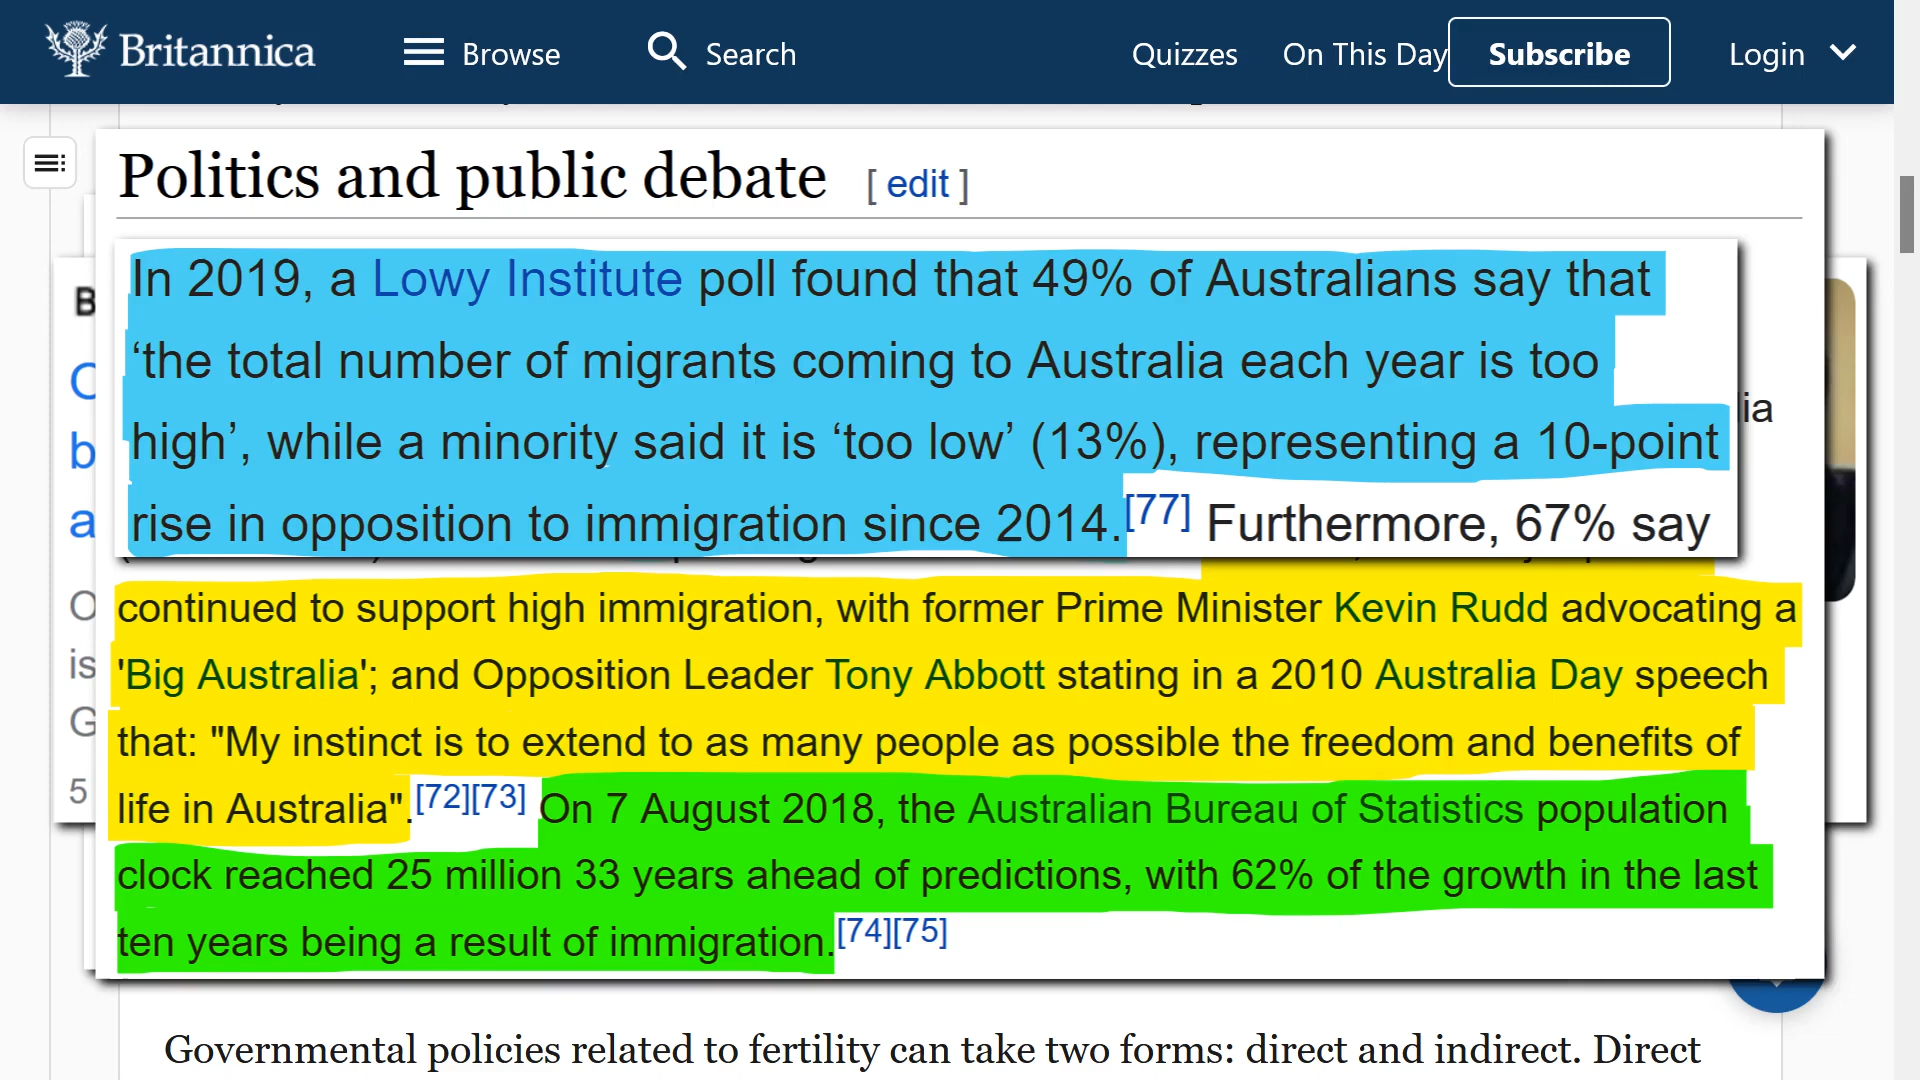 Britannica
Browse
Search
Quizzes
On This Day
Subscribe
Login
Politics and public debate [ edit ]
In 2019, a Lowy Institute poll found that 49% of Australians say that
‘the total number of migrants coming to Australia each year is too
high’, while a minority said it is ‘too low’ (13%), representing a 10-point
rise in opposition to immigration since 2014.[77] Furthermore, 67% say
continued to support high immigration, with former Prime Minister Kevin Rudd advocating a
'Big Australia'; and Opposition Leader Tony Abbott stating in a 2010 Australia Day speech
that: "My instinct is to extend to as many people as possible the freedom and benefits of
life in Australia".[72][73] On 7 August 2018, the Australian Bureau of Statistics population
clock reached 25 million 33 years ahead of predictions, with 62% of the growth in the last
ten years being a result of immigration.[74][75]
B
b
a
is
G
5
ia
Governmental policies related to fertility can take two forms: direct and indirect. Direct